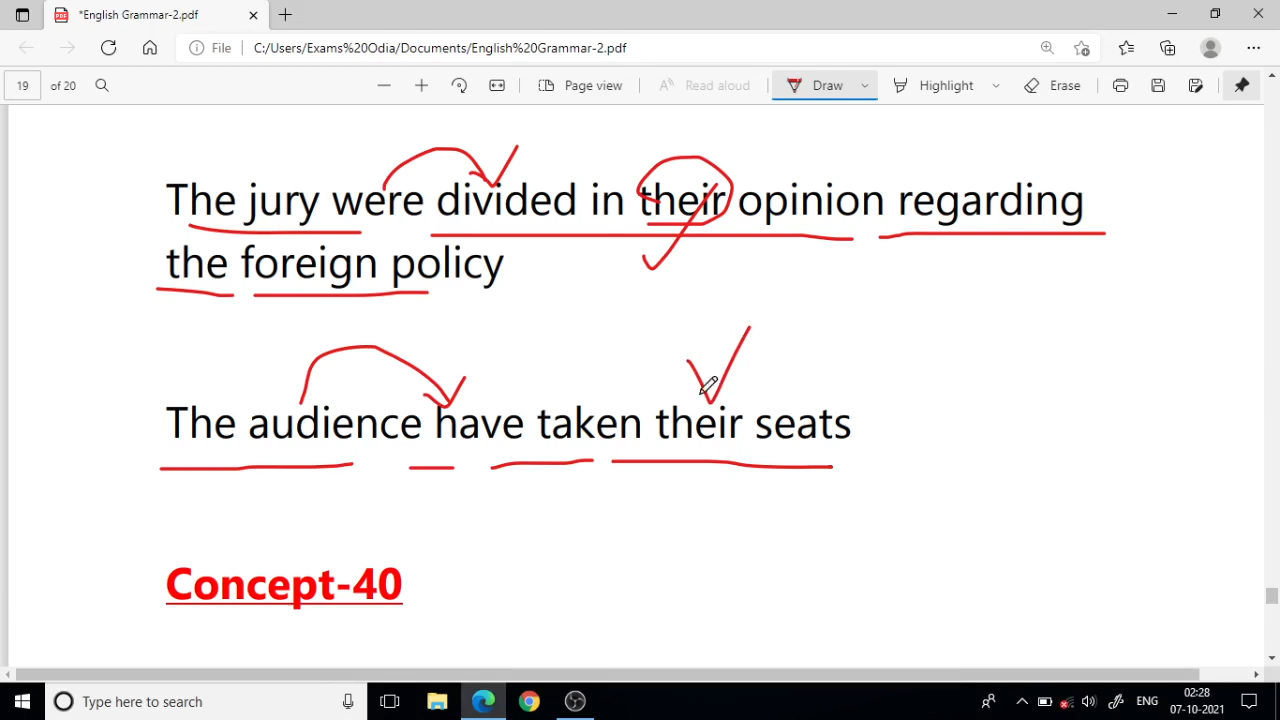 *English Grammar-2.pdf
File C:/Users/Exams%20Odia/Documents/English%20Grammar-2.pdf
19 of 20 Page view Read aloud Draw Highlight Erase
The jury were divided in their opinion regarding
the foreign policy
The audience have taken their seats
Concept-40
Type here to search ENG 02:28
07-10-2021